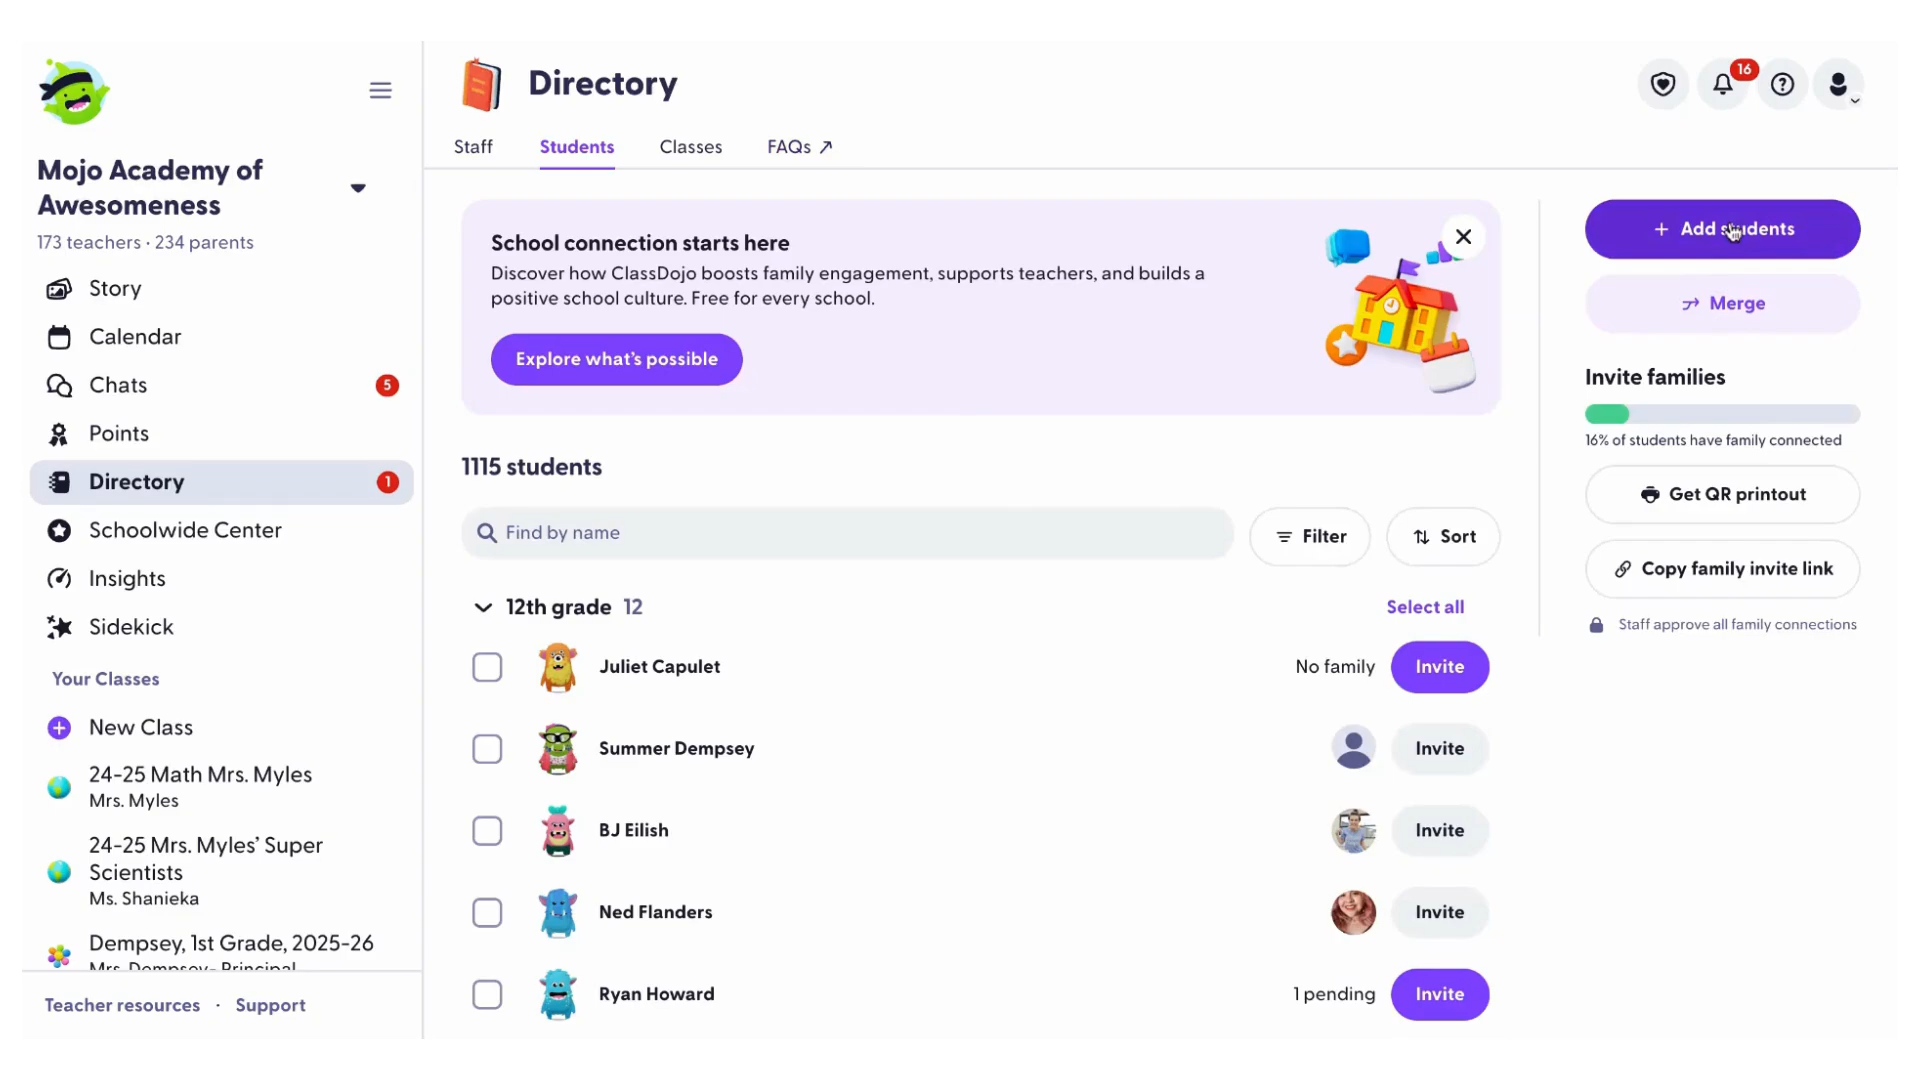 Mojo Academy of
Awesomeness
173 teachers · 234 parents
Story
Calendar
Chats
5
Points
Directory
1
Schoolwide Center
Insights
Sidekick
Your Classes
New Class
24-25 Math Mrs. Myles
Mrs. Myles
24-25 Mrs. Myles’ Super
Scientists
Ms. Shanieka
Dempsey, 1st Grade, 2025-26
Mrs. Dempsey- Principal
Teacher resources · Support
Directory
16
Staff
Students
Classes
FAQs
School connection starts here
Discover how ClassDojo boosts family engagement, supports teachers, and builds a
positive school culture. Free for every school.
Explore what’s possible
1115 students
Find by name
Filter
Sort
12th grade 12
Select all
Juliet Capulet
No family
Invite
Summer Dempsey
Invite
BJ Eilish
Invite
Ned Flanders
Invite
Ryan Howard
1 pending
Invite
+ Add students
Merge
Invite families
16% of students have family connected
Get QR printout
Copy family invite link
Staff approve all family connections